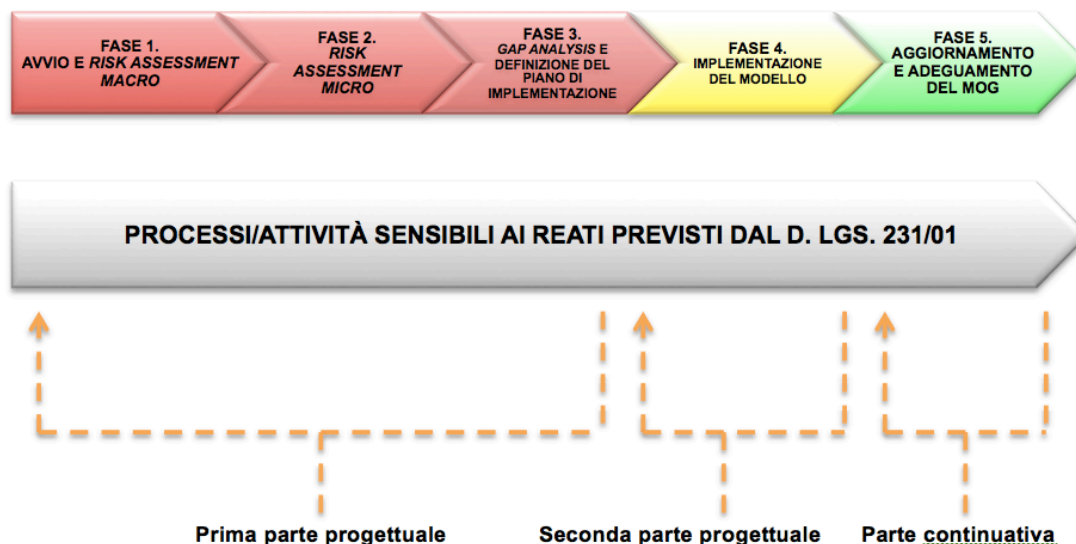 FASE 1.
AVVIO E RISK ASSESSMENT
MACRO
FASE 2.
RISK
ASSESSMENT
MICRO
FASE 3.
GAP ANALYSIS E
DEFINIZIONE DEL
PIANO DI
IMPLEMENTAZIONE
FASE 4.
IMPLEMENTAZIONE
DEL MODELLO
FASE 5.
AGGIORNAMENTO
E ADEGUAMENTO
DEL MOG
PROCESSI/ATTIVITÀ SENSIBILI AI REATI PREVISTI DAL D. LGS. 231/01
Prima parte progettuale
Seconda parte progettuale
Parte continuativa